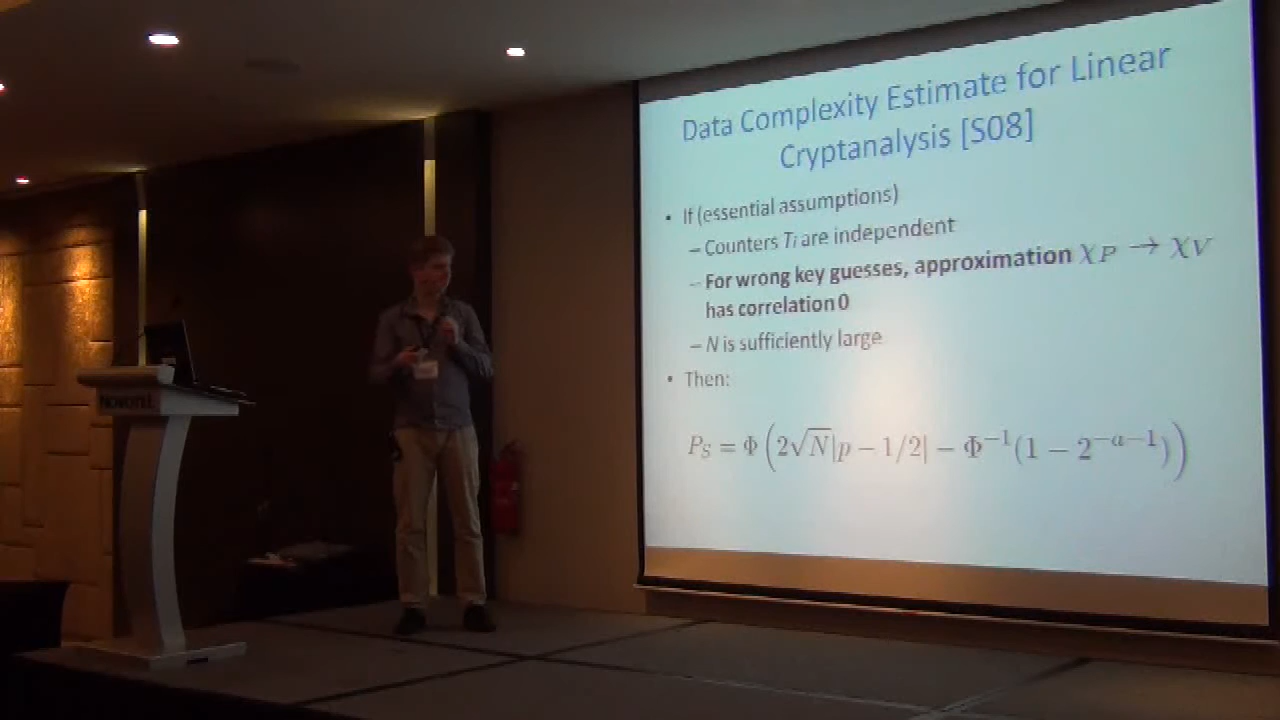 Data Complexity Estimate for Linear
Cryptanalysis [S08]
• If (essential assumptions)
– Counters Ti are independent
– For wrong key guesses, approximation χP → χV
has correlation 0
– N is sufficiently large
• Then:
PS = Φ(2√N|p − 1/2| − Φ⁻¹(1 − 2⁻ᵃ⁻¹))
NOVOTEL